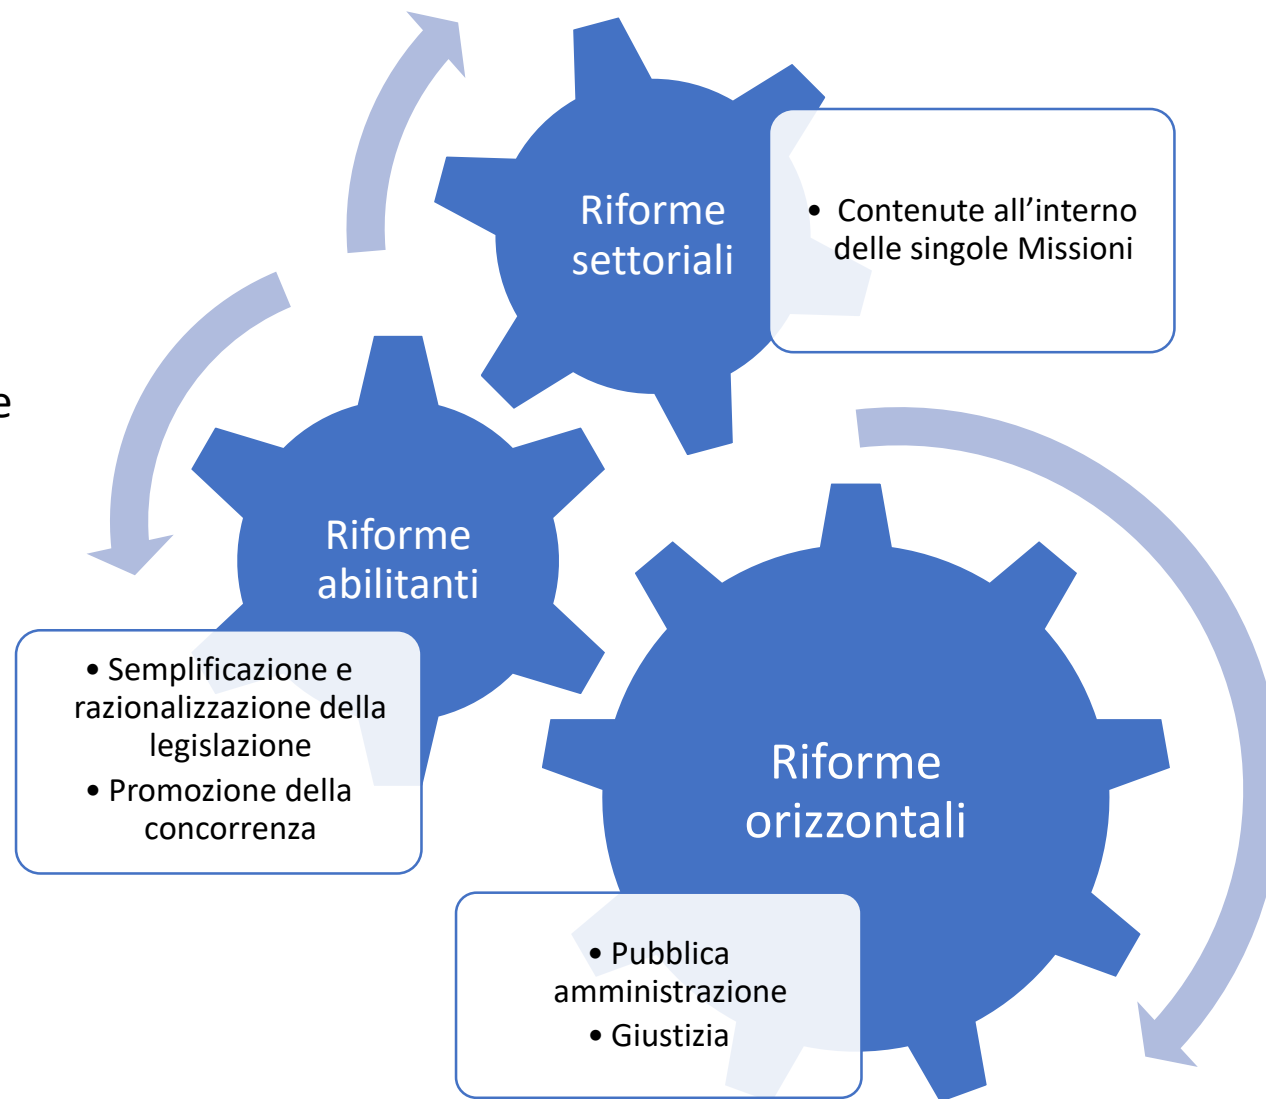 Riforme
settoriali
• Contenute all’interno
delle singole Missioni
e
Riforme
abilitanti
• Semplificazione e
razionalizzazione della
legislazione
• Promozione della
concorrenza
Riforme
orizzontali
• Pubblica
amministrazione
• Giustizia